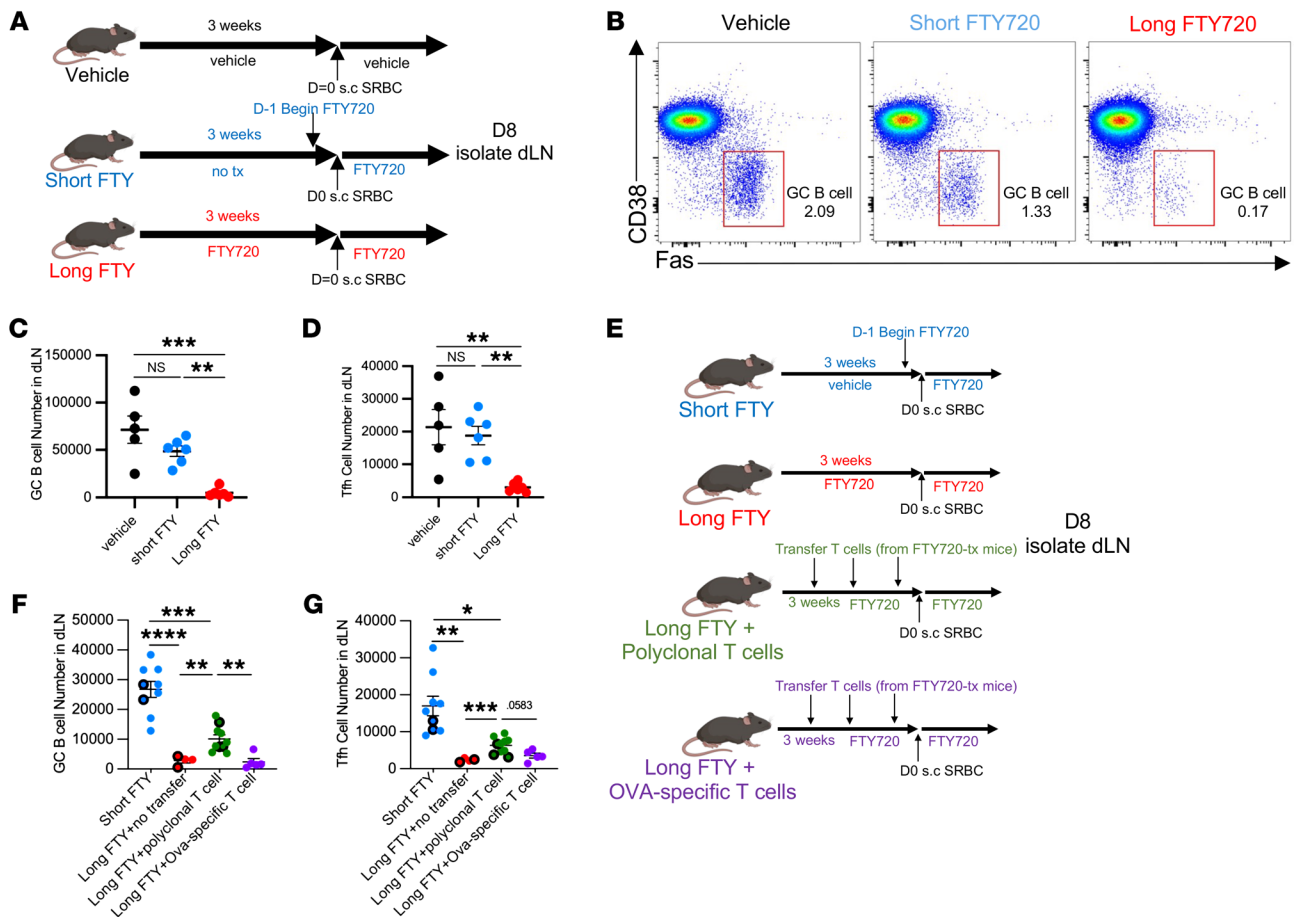 A
3 weeks
vehicle
vehicle
Vehicle
D=0 s.c SRBC
D-1 Begin FTY720
3 weeks
no tx
FTY720
Short FTY
D0 s.c SRBC
D8
isolate dLN
3 weeks
FTY720
FTY720
Long FTY
D=0 s.c SRBC
B
Vehicle
Short FTY720
Long FTY720
CD38
GC B cell
2.09
GC B cell
1.33
GC B cell
0.17
Fas
C
***
NS
**
150000
100000
50000
0
GC B cell Number in dLN
vehicle
short FTY
Long FTY
D
**
NS
**
40000
30000
20000
10000
0
Tfh Cell Number in dLN
vehicle
short FTY
Long FTY
E
D-1 Begin FTY720
3 weeks
vehicle
FTY720
Short FTY
D0 s.c SRBC
3 weeks
FTY720
FTY720
Long FTY
D0 s.c SRBC
D8
isolate dLN
Transfer T cells (from FTY720-tx mice)
3 weeks
FTY720
FTY720
D0 s.c SRBC
Long FTY +
Polyclonal T cells
Transfer T cells (from FTY720-tx mice)
3 weeks
FTY720
FTY720
D0 s.c SRBC
Long FTY +
OVA-specific T cells
F
***
****
**
**
50000
40000
30000
20000
10000
0
GC B cell Number in dLN
Short FTY
Long FTY+no transfer
Long FTY+polyclonal T cell
Long FTY+Ova-specific T cell
G
*
**
***
.0583
40000
30000
20000
10000
0
Tfh Cell Number in dLN
Short FTY
Long FTY+no transfer
Long FTY+polyclonal T cell
Long FTY+Ova-specific T cell